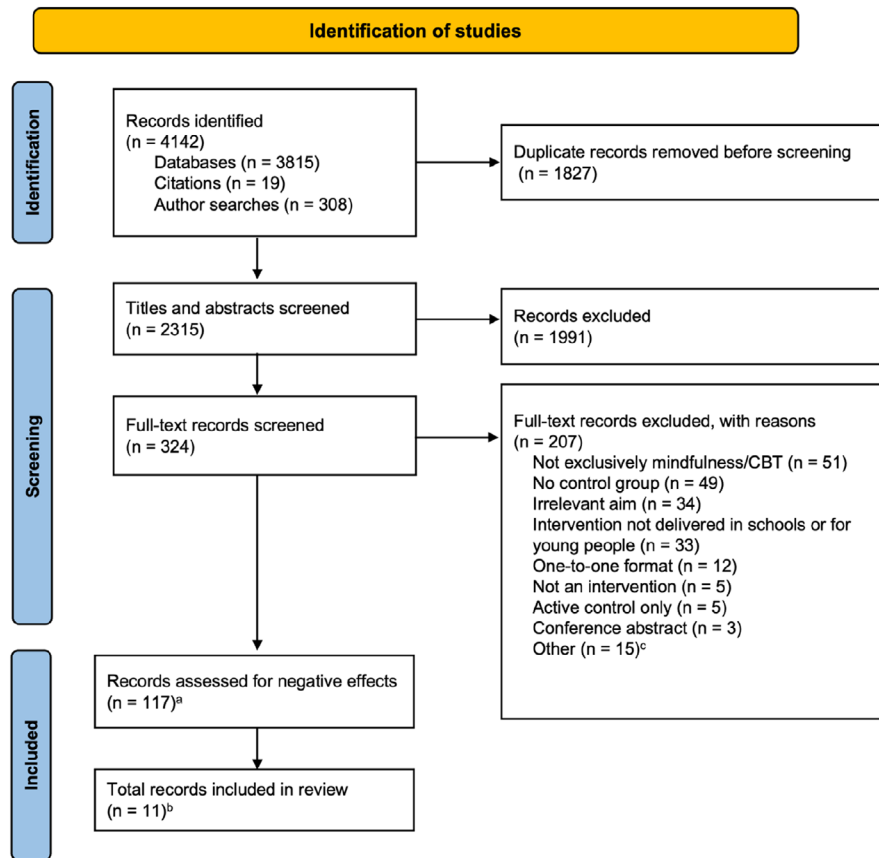 Identification of studies
Identification
Records identified
(n = 4142)
Databases (n = 3815)
Citations (n = 19)
Author searches (n = 308)
Duplicate records removed before screening
(n = 1827)
Screening
Titles and abstracts screened
(n = 2315)
Records excluded
(n = 1991)
Full-text records screened
(n = 324)
Full-text records excluded, with reasons
(n = 207)
Not exclusively mindfulness/CBT (n = 51)
No control group (n = 49)
Irrelevant aim (n = 34)
Intervention not delivered in schools or for
young people (n = 33)
One-to-one format (n = 12)
Not an intervention (n = 5)
Active control only (n = 5)
Conference abstract (n = 3)
Other (n = 15)ᶜ
Included
Records assessed for negative effects
(n = 117)ᵃ
Total records included in review
(n = 11)ᵇ